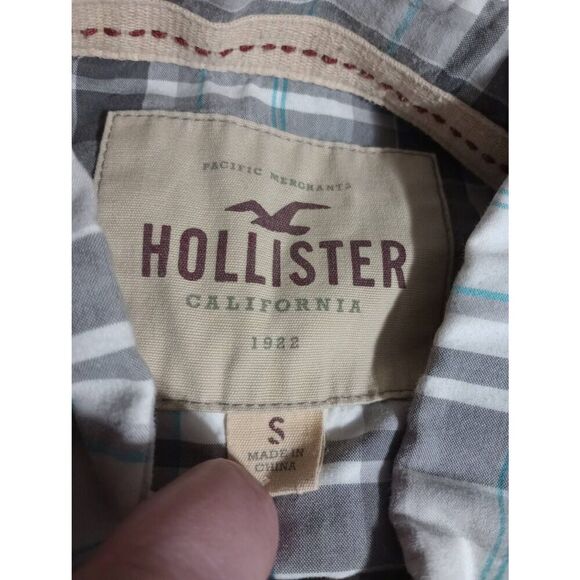 PACIFIC MERCHANTS
HOLLISTER
CALIFORNIA
1922
S
MADE IN
CHINA